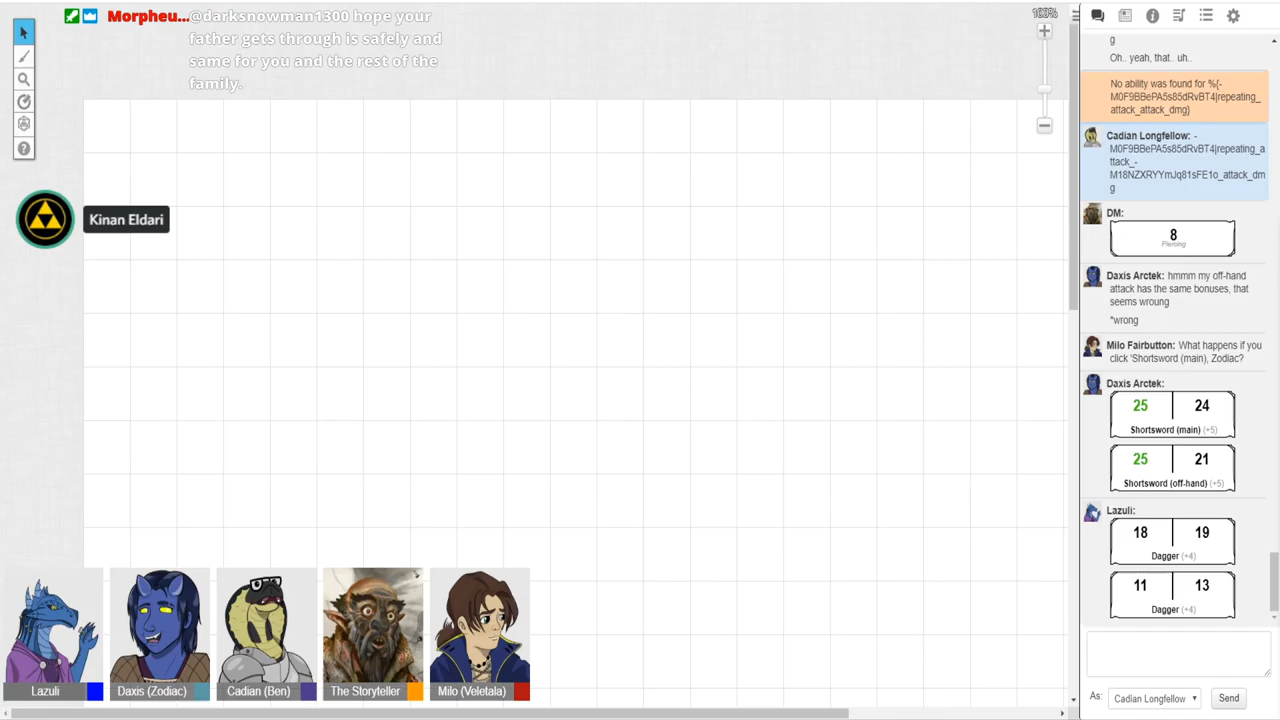 Morpheu... @darksnowman1300 hope your
father gets through is safely and
same for you and the rest of the
family.
100%
Kinan Eldari
g
Oh.. yeah, that.. uh..
No ability was found for %{-
M0F9BBePA5s85dRvBT4|repeating_
attack_attack_dmg}
Cadian Longfellow: -
M0F9BBePA5s85dRvBT4|repeating_a
ttack_-
M18NZXRYYmJq81sFE1o_attack_dm
g
DM:
8
Piercing
Daxis Arctek: hmmm my off-hand
attack has the same bonuses, that
seems wroung
*wrong
Milo Fairbutton: What happens if you
click 'Shortsword (main), Zodiac?
Daxis Arctek:
25 24
Shortsword (main) (+5)
25 21
Shortsword (off-hand) (+5)
Lazuli:
18 19
Dagger (+4)
11 13
Dagger (+4)
As: Cadian Longfellow Send
Lazuli
Daxis (Zodiac)
Cadian (Ben)
The Storyteller
Milo (Veletala)